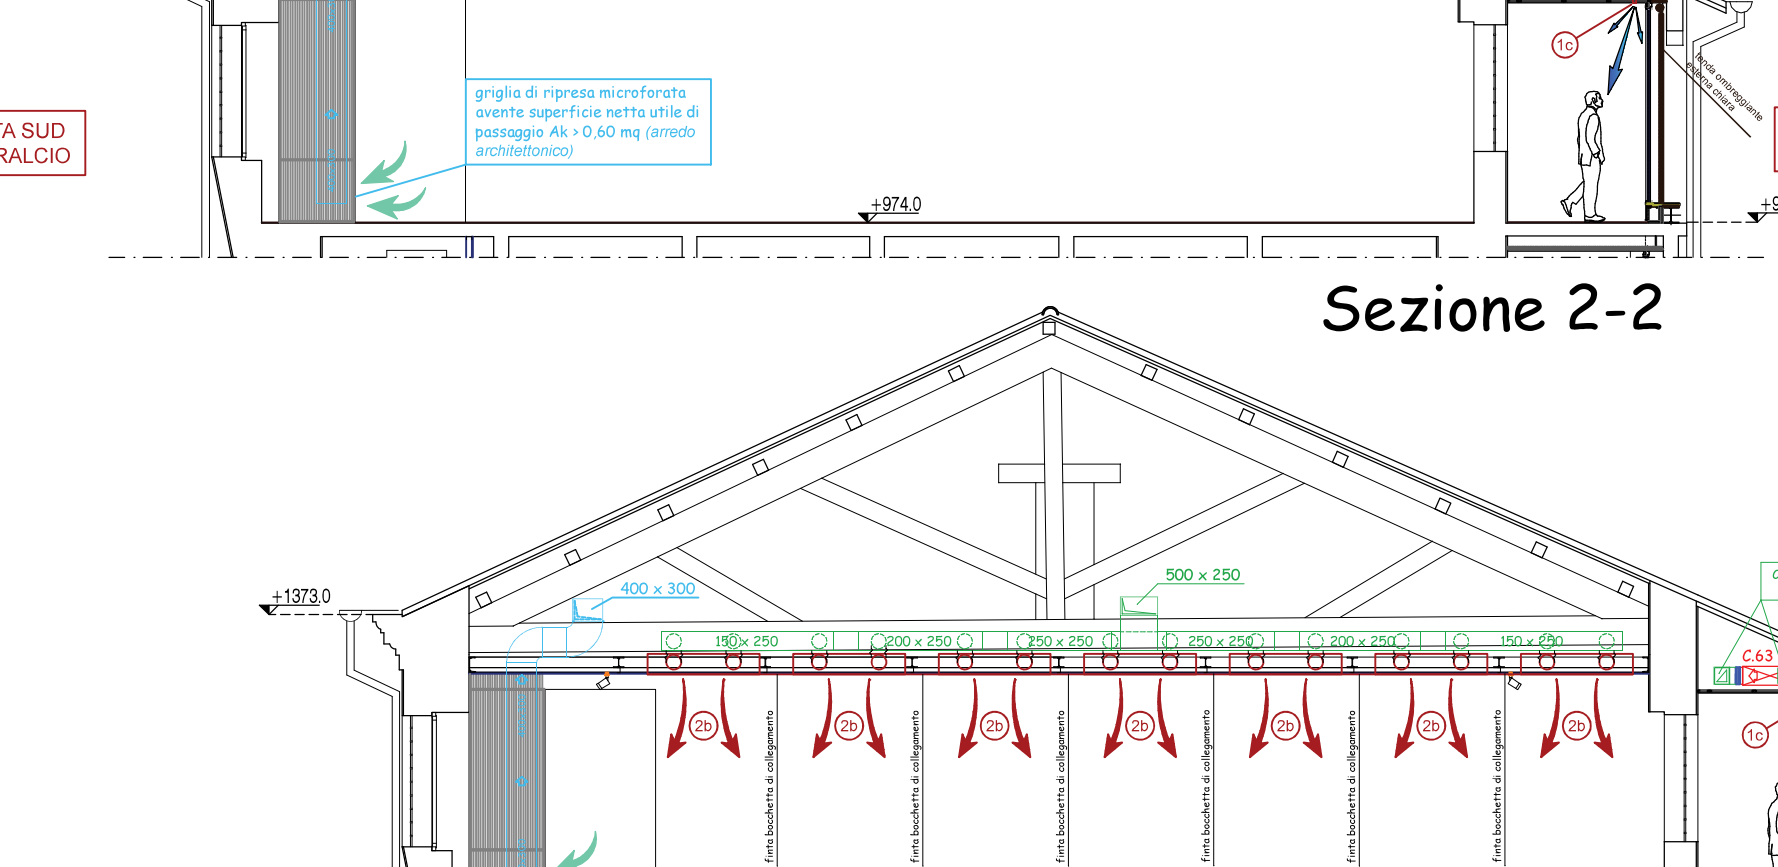 1c
tenda ombreggiante
esterna chiara
griglia di ripresa microforata
avente superficie netta utile di
passaggio Ak > 0,60 mq (arredo
architettonico)
TA SUD
RALCIO
+974.0
+9
Sezione 2-2
+1373.0
400 x 300
500 x 250
150 x 250
200 x 250
250 x 250
250 x 250
200 x 250
150 x 250
C.63
2b
2b
2b
2b
2b
2b
2b
1c
finta bocchetta di collegamento
finta bocchetta di collegamento
finta bocchetta di collegamento
finta bocchetta di collegamento
finta bocchetta di collegamento
finta bocchetta di collegamento